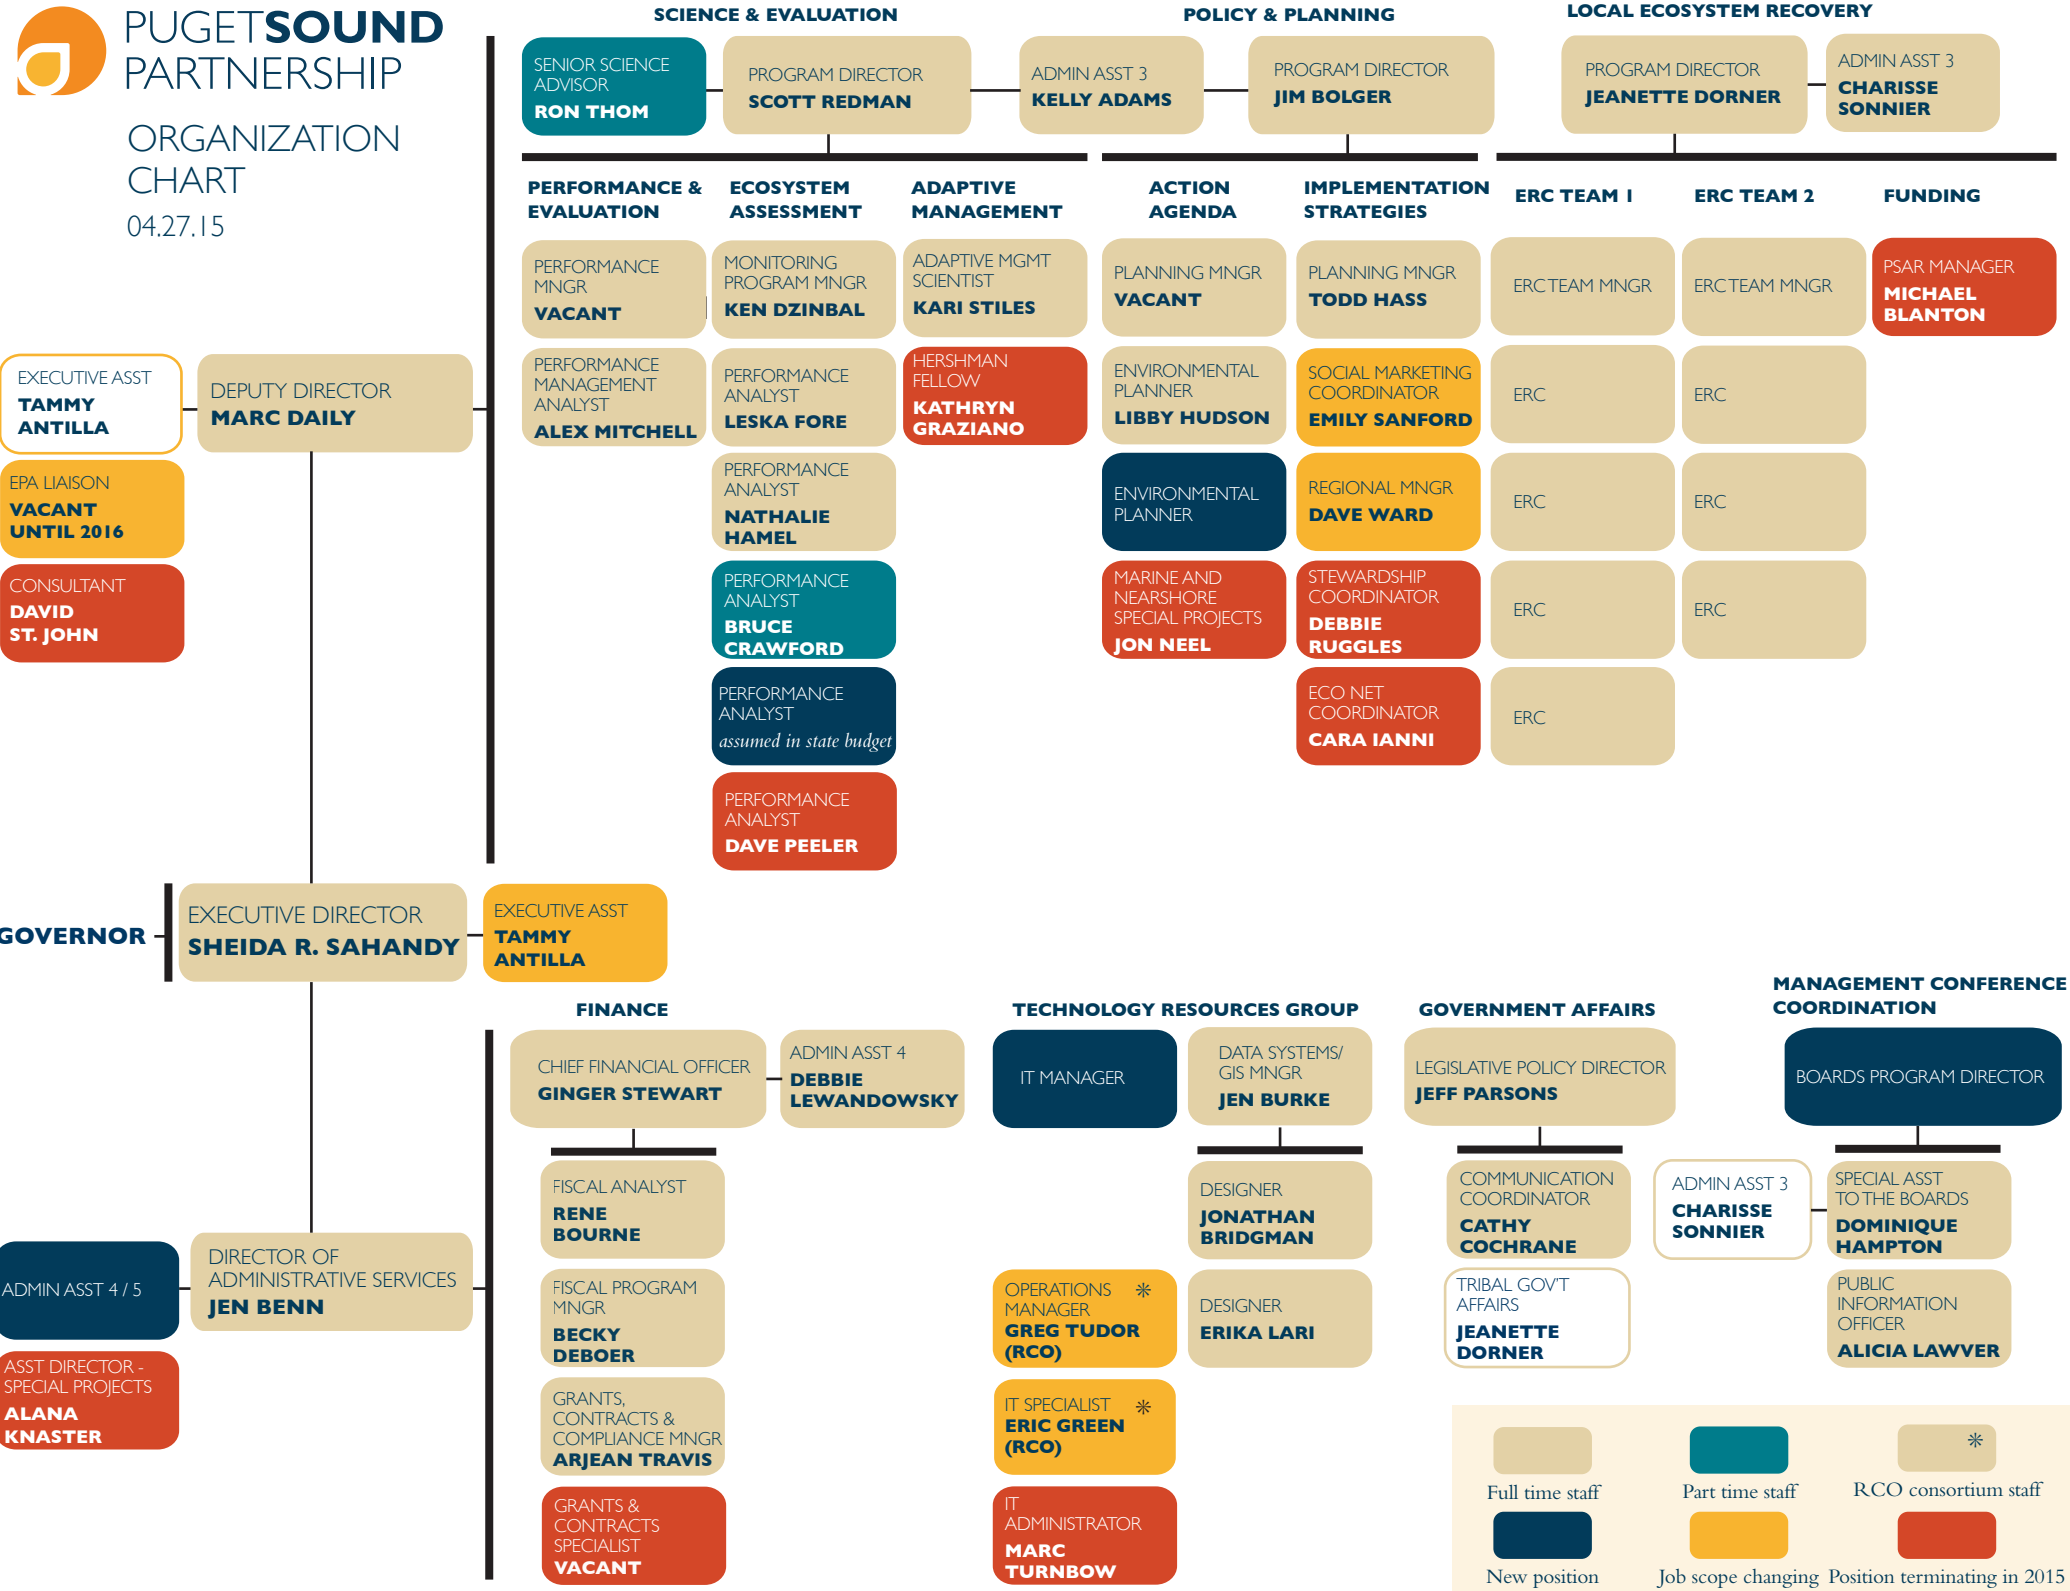 PUGETSOUND
PARTNERSHIP
ORGANIZATION
CHART
04.27.15
SCIENCE & EVALUATION
SENIOR SCIENCE
ADVISOR
RON THOM
PROGRAM DIRECTOR
SCOTT REDMAN
ADMIN ASST 3
KELLY ADAMS
POLICY & PLANNING
PROGRAM DIRECTOR
JIM BOLGER
LOCAL ECOSYSTEM RECOVERY
PROGRAM DIRECTOR
JEANETTE DORNER
ADMIN ASST 3
CHARISSE
SONNIER
PERFORMANCE &
EVALUATION
PERFORMANCE
MNGR
VACANT
PERFORMANCE
MANAGEMENT
ANALYST
ALEX MITCHELL
ECOSYSTEM
ASSESSMENT
MONITORING
PROGRAM MNGR
KEN DZINBAL
PERFORMANCE
ANALYST
LESKA FORE
PERFORMANCE
ANALYST
NATHALIE
HAMEL
PERFORMANCE
ANALYST
BRUCE
CRAWFORD
PERFORMANCE
ANALYST
assumed in state budget
PERFORMANCE
ANALYST
DAVE PEELER
ADAPTIVE
MANAGEMENT
ADAPTIVE MGMT
SCIENTIST
KARI STILES
HERSHMAN
FELLOW
KATHRYN
GRAZIANO
ACTION
AGENDA
PLANNING MNGR
VACANT
ENVIRONMENTAL
PLANNER
LIBBY HUDSON
ENVIRONMENTAL
PLANNER
MARINE AND
NEARSHORE
SPECIAL PROJECTS
JON NEEL
IMPLEMENTATION
STRATEGIES
PLANNING MNGR
TODD HASS
SOCIAL MARKETING
COORDINATOR
EMILY SANFORD
REGIONAL MNGR
DAVE WARD
STEWARDSHIP
COORDINATOR
DEBBIE
RUGGLES
ECO NET
COORDINATOR
CARA IANNI
ERC TEAM 1
ERC TEAM MNGR
ERC
ERC
ERC
ERC
ERC TEAM 2
ERC TEAM MNGR
ERC
ERC
ERC
FUNDING
PSAR MANAGER
MICHAEL
BLANTON
EXECUTIVE ASST
TAMMY
ANTILLA
DEPUTY DIRECTOR
MARC DAILY
EPA LIAISON
VACANT
UNTIL 2016
CONSULTANT
DAVID
ST. JOHN
GOVERNOR
EXECUTIVE DIRECTOR
SHEIDA R. SAHANDY
EXECUTIVE ASST
TAMMY
ANTILLA
ADMIN ASST 4 / 5
DIRECTOR OF
ADMINISTRATIVE SERVICES
JEN BENN
ASST DIRECTOR -
SPECIAL PROJECTS
ALANA
KNASTER
FINANCE
CHIEF FINANCIAL OFFICER
GINGER STEWART
ADMIN ASST 4
DEBBIE
LEWANDOWSKY
FISCAL ANALYST
RENE
BOURNE
FISCAL PROGRAM
MNGR
BECKY
DEBOER
GRANTS,
CONTRACTS &
COMPLIANCE MNGR
ARJEAN TRAVIS
GRANTS &
CONTRACTS
SPECIALIST
VACANT
TECHNOLOGY RESOURCES GROUP
IT MANAGER
DATA SYSTEMS/
GIS MNGR
JEN BURKE
DESIGNER
JONATHAN
BRIDGMAN
DESIGNER
ERIKA LARI
OPERATIONS *
MANAGER
GREG TUDOR
(RCO)
IT SPECIALIST *
ERIC GREEN
(RCO)
IT
ADMINISTRATOR
MARC
TURNBOW
GOVERNMENT AFFAIRS
LEGISLATIVE POLICY DIRECTOR
JEFF PARSONS
COMMUNICATION
COORDINATOR
CATHY
COCHRANE
TRIBAL GOV'T
AFFAIRS
JEANETTE
DORNER
MANAGEMENT CONFERENCE
COORDINATION
BOARDS PROGRAM DIRECTOR
ADMIN ASST 3
CHARISSE
SONNIER
SPECIAL ASST
TO THE BOARDS
DOMINIQUE
HAMPTON
PUBLIC
INFORMATION
OFFICER
ALICIA LAWVER
*
Full time staff
Part time staff
RCO consortium staff
New position
Job scope changing
Position terminating in 2015